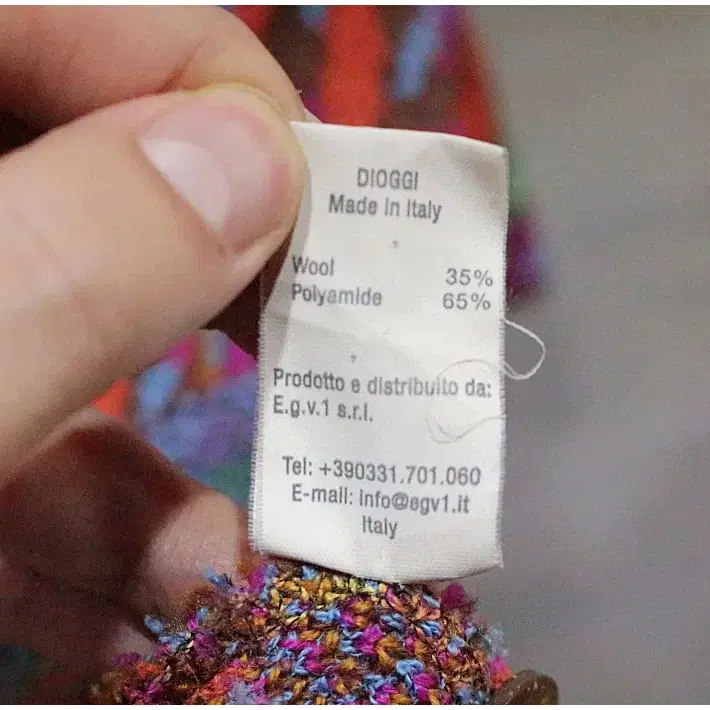 DIOGGI
Made in Italy
Wool 35%
Polyamide 65%
Prodotto e distribuito da:
E.g.v.1 s.r.l.
Tel: +390331.701.060
E-mail: info@egv1.it
Italy